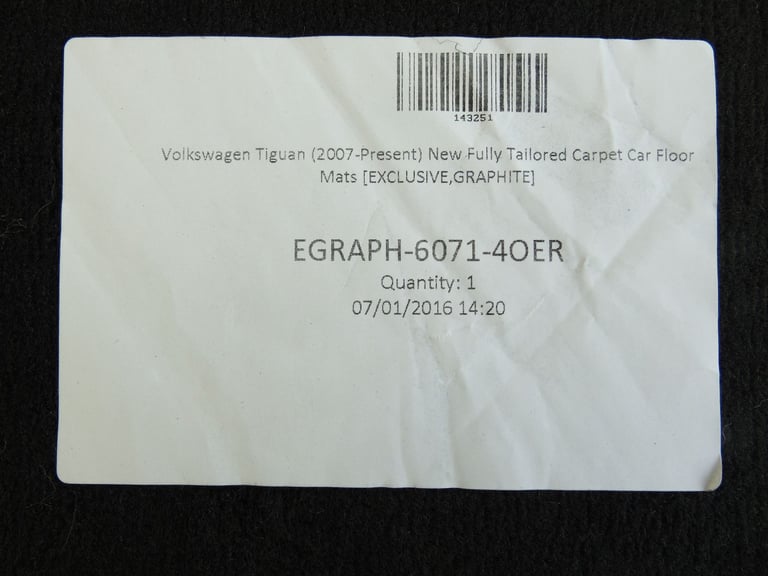 143251
Volkswagen Tiguan (2007-Present) New Fully Tailored Carpet Car Floor
Mats [EXCLUSIVE,GRAPHITE]
EGRAPH-6071-4OER
Quantity: 1
07/01/2016 14:20